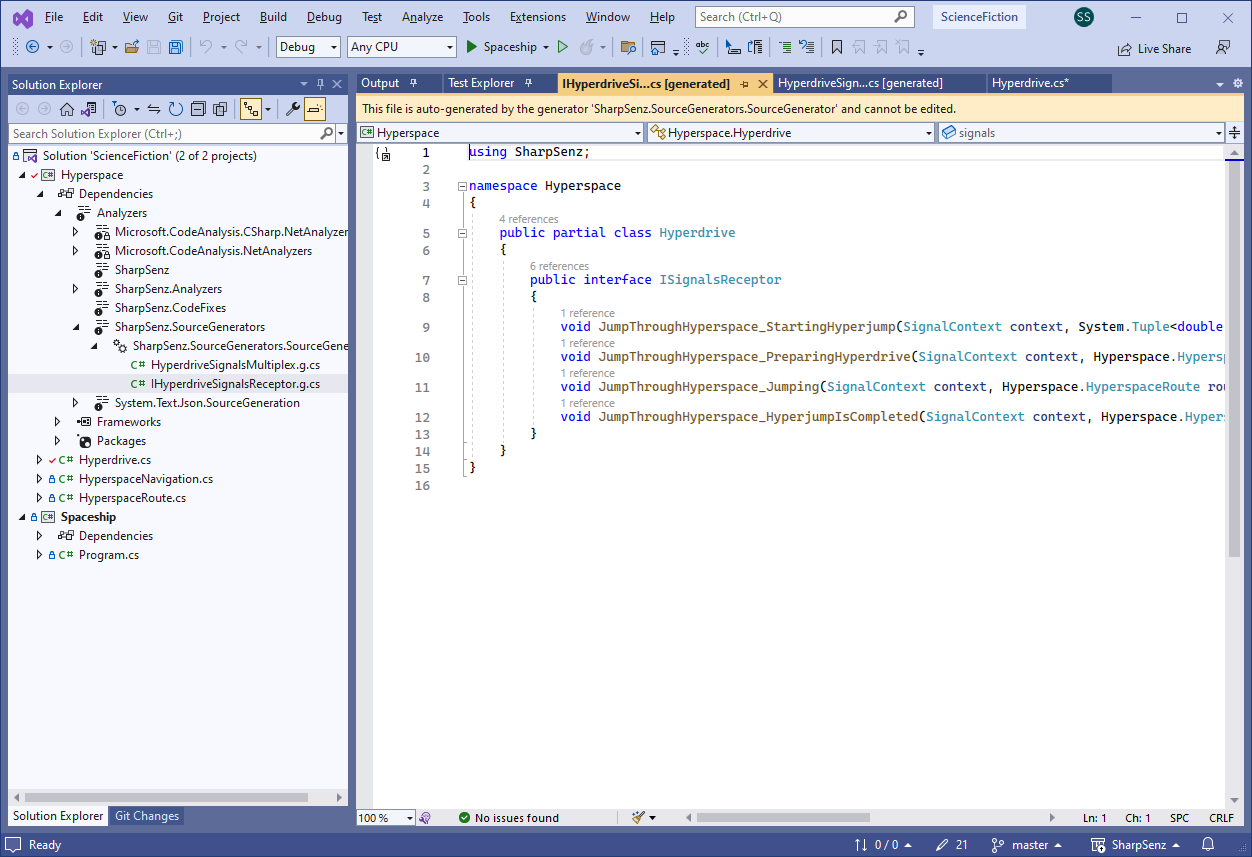 File Edit View Git Project Build Debug Test Analyze Tools Extensions Window Help Search (Ctrl+Q) ScienceFiction SS
Debug Any CPU Spaceship abc Live Share
Solution Explorer
Search Solution Explorer (Ctrl+;)
Solution 'ScienceFiction' (2 of 2 projects)
C# Hyperspace
Dependencies
Analyzers
Microsoft.CodeAnalysis.CSharp.NetAnalyzer
Microsoft.CodeAnalysis.NetAnalyzers
SharpSenz
SharpSenz.Analyzers
SharpSenz.CodeFixes
SharpSenz.SourceGenerators
SharpSenz.SourceGenerators.SourceGene
C# HyperdriveSignalsMultiplex.g.cs
C# IHyperdriveSignalsReceptor.g.cs
System.Text.Json.SourceGeneration
Frameworks
Packages
C# Hyperdrive.cs
C# HyperspaceNavigation.cs
C# HyperspaceRoute.cs
C# Spaceship
Dependencies
C# Program.cs
Solution Explorer Git Changes
Output Test Explorer IHyperdriveSi...cs [generated] HyperdriveSign...cs [generated] Hyperdrive.cs*
This file is auto-generated by the generator 'SharpSenz.SourceGenerators.SourceGenerator' and cannot be edited.
C# Hyperspace Hyperspace.Hyperdrive signals
1 using SharpSenz;
2
3 namespace Hyperspace
4 {
4 references
5 public partial class Hyperdrive
6 {
6 references
7 public interface ISignalsReceptor
8 {
1 reference
9 void JumpThroughHyperspace_StartingHyperjump(SignalContext context, System.Tuple<double
1 reference
10 void JumpThroughHyperspace_PreparingHyperdrive(SignalContext context, Hyperspace.Hypersp
1 reference
11 void JumpThroughHyperspace_Jumping(SignalContext context, Hyperspace.HyperspaceRoute rou
1 reference
12 void JumpThroughHyperspace_HyperjumpIsCompleted(SignalContext context, Hyperspace.Hypers
13 }
14 }
15 }
16
100 % No issues found Ln: 1 Ch: 1 SPC CRLF
Ready 0 / 0 21 master SharpSenz